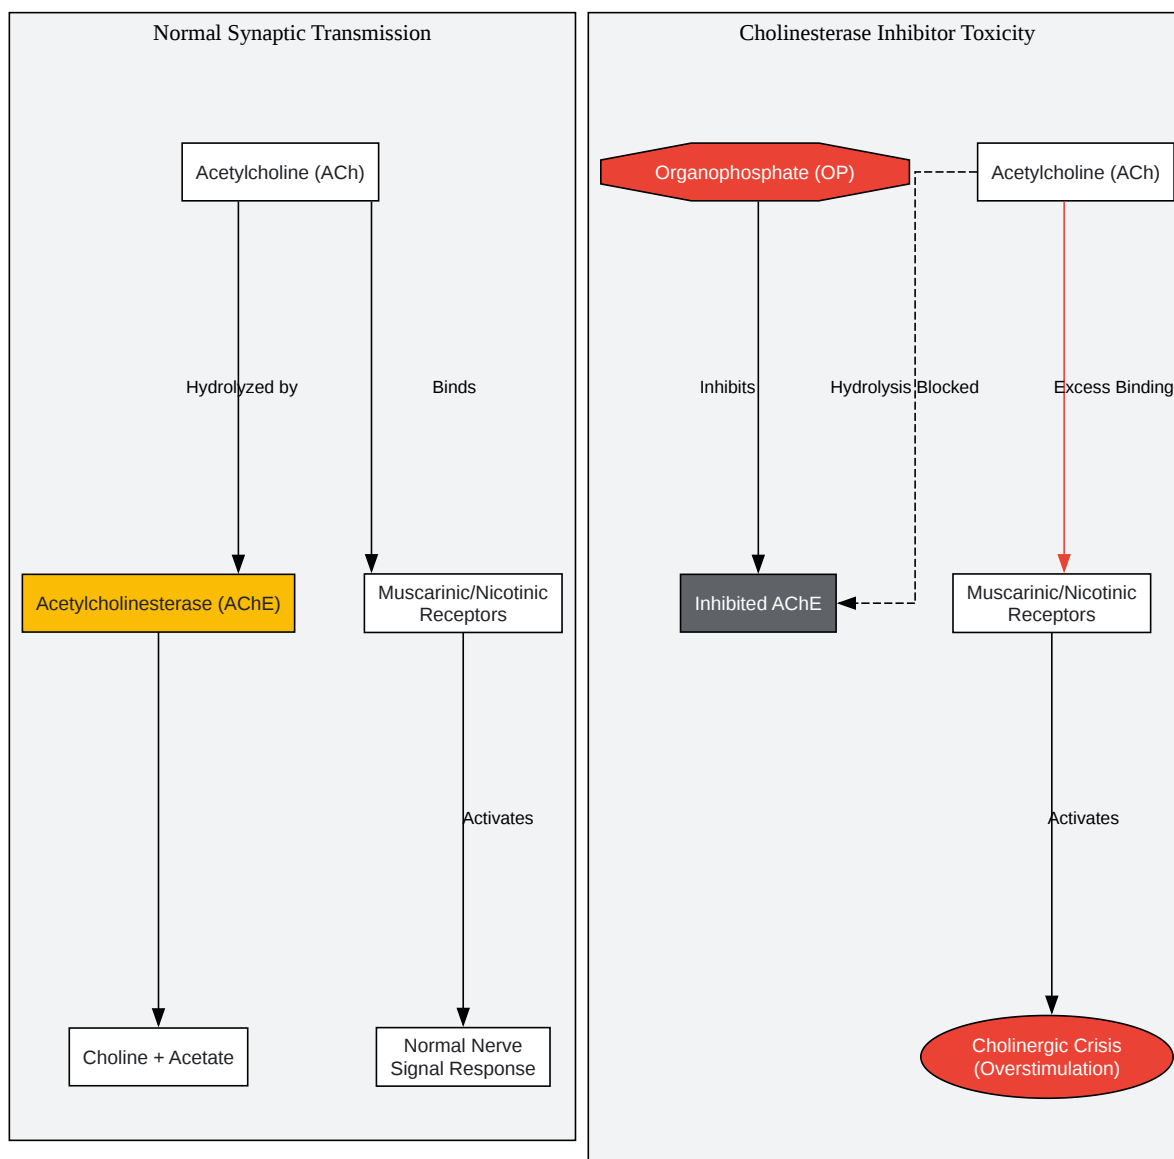 Normal Synaptic Transmission
Acetylcholine (ACh)
Hydrolyzed by
Binds
Acetylcholinesterase (AChE)
Muscarinic/Nicotinic
Receptors
Activates
Choline + Acetate
Normal Nerve
Signal Response
Cholinesterase Inhibitor Toxicity
Organophosphate (OP)
Acetylcholine (ACh)
Inhibits
Hydrolysis Blocked
Excess Binding
Inhibited AChE
Muscarinic/Nicotinic
Receptors
Activates
Cholinergic Crisis
(Overstimulation)